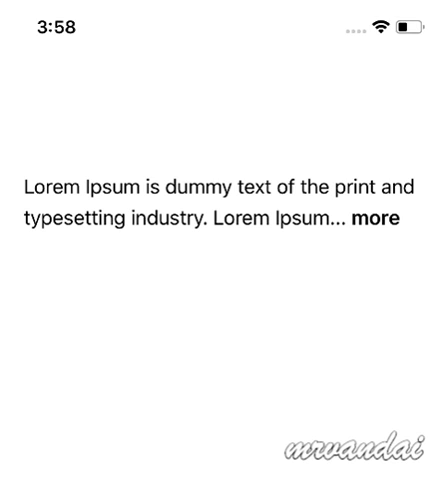 3:58
Lorem Ipsum is dummy text of the print and
typesetting industry. Lorem Ipsum... more
mrvandai